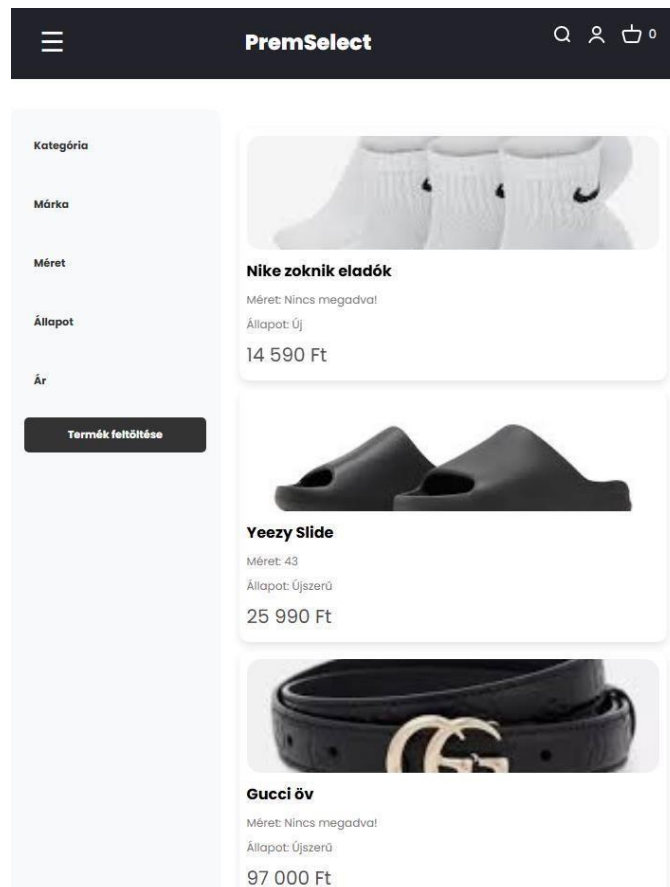 PremSelect
0
Kategória
Márka
Méret
Állapot
Ár
Termék feltöltése
Nike zoknik eladók
Méret: Nincs megadva!
Állapot: Új
14 590 Ft
Yeezy Slide
Méret: 43
Állapot: Újszerű
25 990 Ft
Gucci öv
Méret: Nincs megadva!
Állapot: Újszerű
97 000 Ft